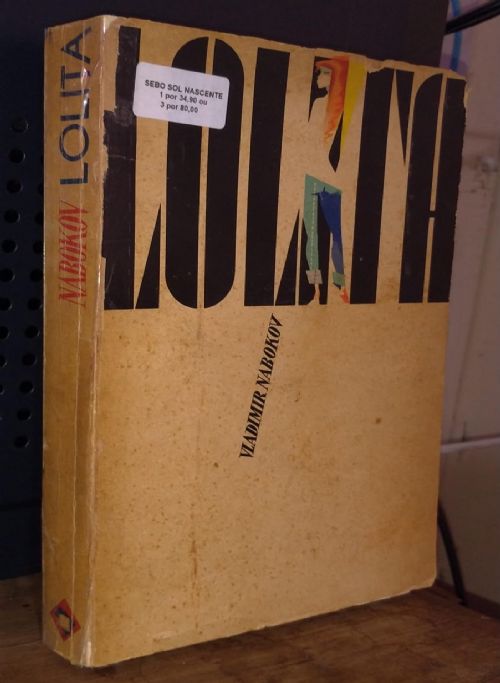 LOLITA
NABOKOV
LOLITA
SEBO SOL NASCENTE
1 por 34,90 ou
3 por 80,00
VLADIMIR NABOKOV